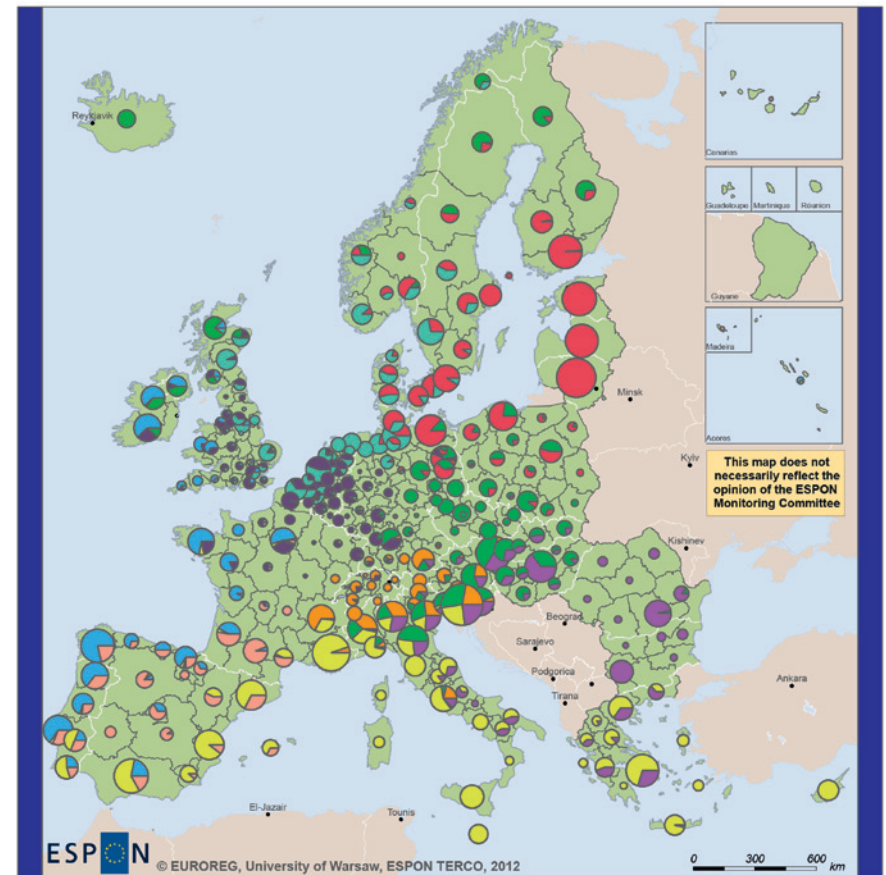 Reykjavik
Canarias
Guadeloupe
Martinique
Réunion
Guyane
Madeira
Acores
Minsk
Kyiv
This map does not
necessarily reflect the
opinion of the ESPON
Monitoring Committee
Kishinev
Beograd
Sarajevo
Podgorica
Tirana
Ankara
El-Jazair
Tounis
ESPON
© EUROREG, University of Warsaw, ESPON TERCO, 2012
0 300 600
km